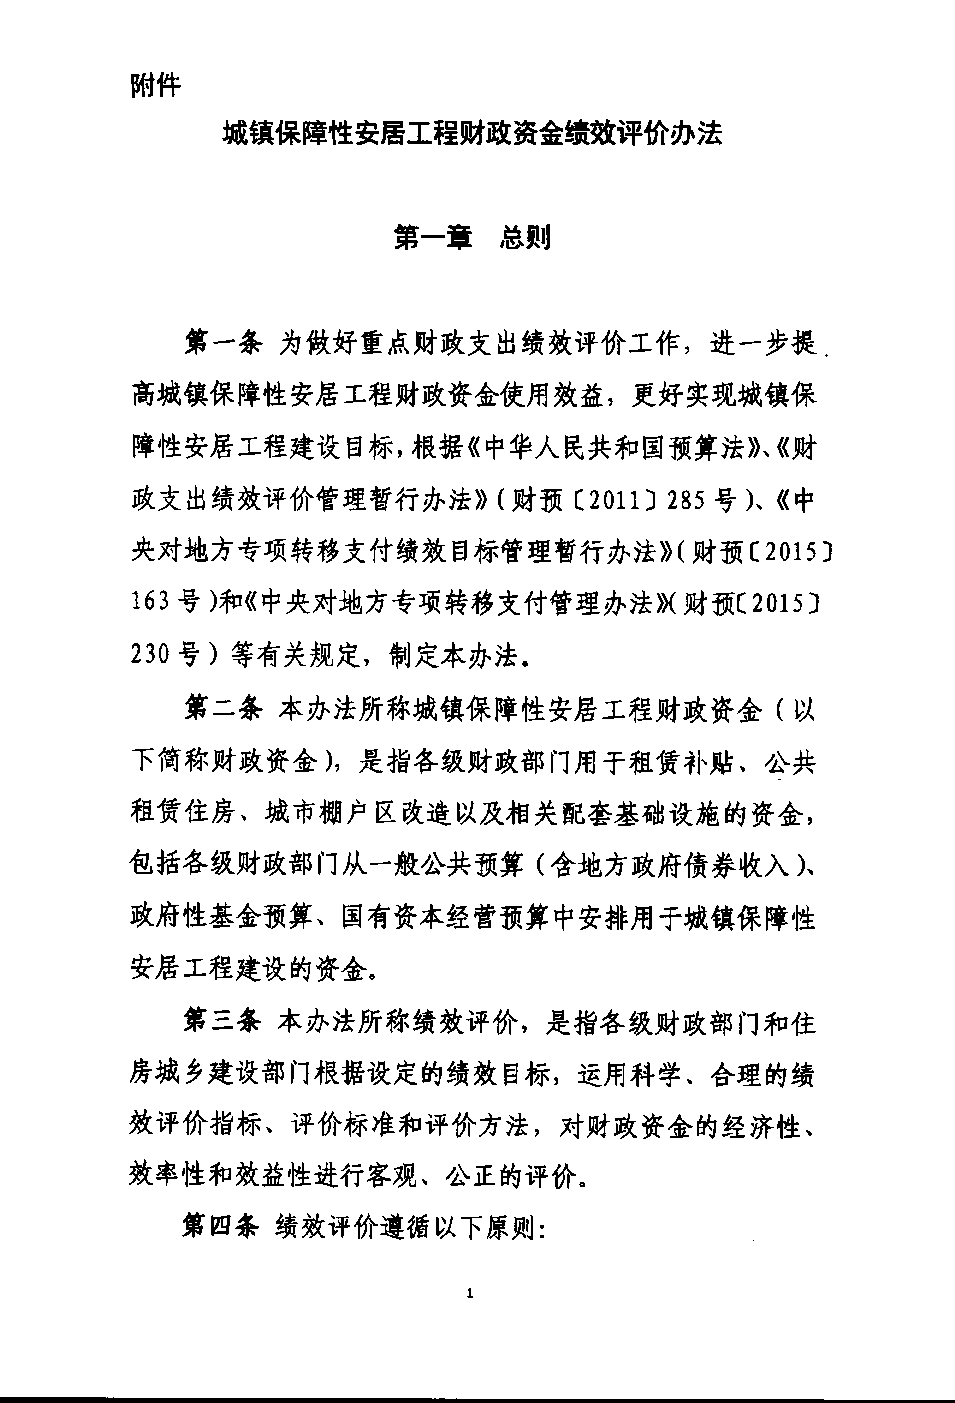 附件
城镇保障性安居工程财政资金绩效评价办法
第一章 总则
第一条 为做好重点财政支出绩效评价工作，进一步提
高城镇保障性安居工程财政资金使用效益，更好实现城镇保
障性安居工程建设目标，根据《中华人民共和国预算法》、《财
政支出绩效评价管理暂行办法》（财预〔2011〕285号）、《中
央对地方专项转移支付绩效目标管理暂行办法》（财预〔2015〕
163号）和《中央对地方专项转移支付管理办法》（财预〔2015〕
230号）等有关规定，制定本办法。
第二条 本办法所称城镇保障性安居工程财政资金（以
下简称财政资金），是指各级财政部门用于租赁补贴、公共
租赁住房、城市棚户区改造以及相关配套基础设施的资金，
包括各级财政部门从一般公共预算（含地方政府债券收入）、
政府性基金预算、国有资本经营预算中安排用于城镇保障性
安居工程建设的资金。
第三条 本办法所称绩效评价，是指各级财政部门和住
房城乡建设部门根据设定的绩效目标，运用科学、合理的绩
效评价指标、评价标准和评价方法，对财政资金的经济性、
效率性和效益性进行客观、公正的评价。
第四条 绩效评价遵循以下原则：
1